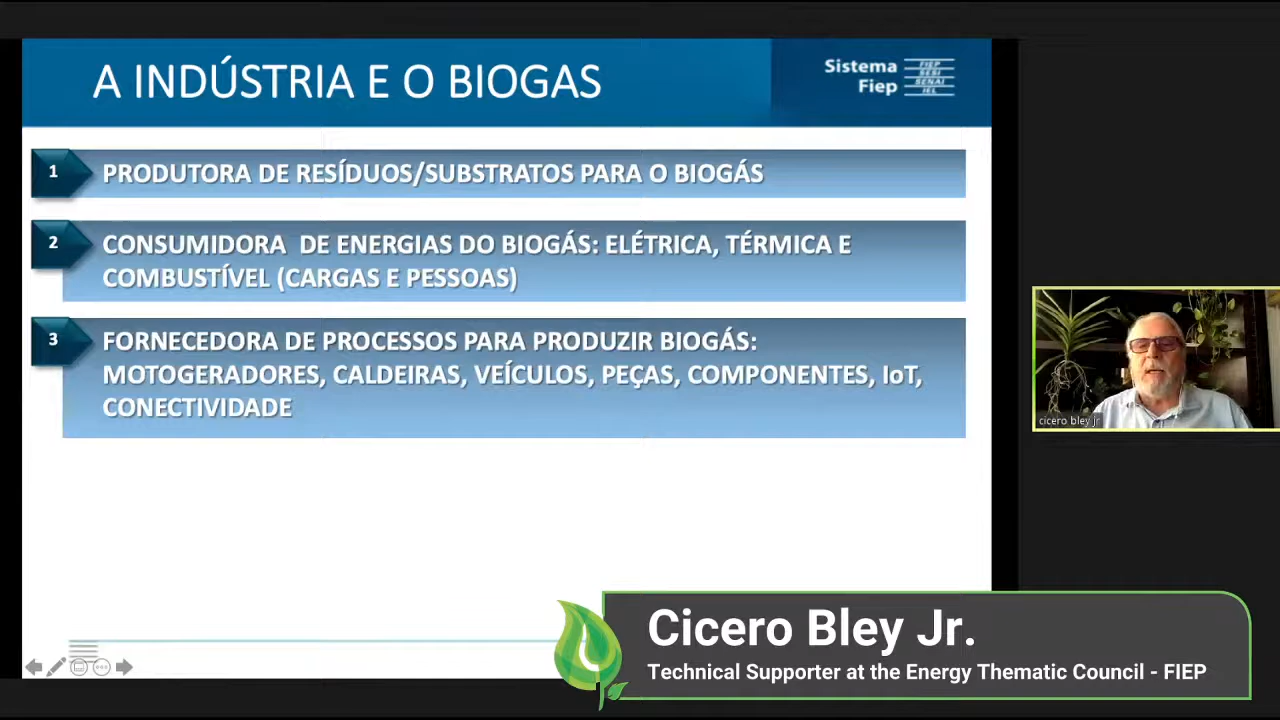 A INDÚSTRIA E O BIOGAS
Sistema
Fiep
FIEP
SESI
SENAI
IEL
1
PRODUTORA DE RESÍDUOS/SUBSTRATOS PARA O BIOGÁS
2
CONSUMIDORA  DE ENERGIAS DO BIOGÁS: ELÉTRICA, TÉRMICA E
COMBUSTÍVEL (CARGAS E PESSOAS)
3
FORNECEDORA DE PROCESSOS PARA PRODUZIR BIOGÁS:
MOTOGERADORES, CALDEIRAS, VEÍCULOS, PEÇAS, COMPONENTES, IoT,
CONECTIVIDADE
cicero bley jr
Cicero Bley Jr.
Technical Supporter at the Energy Thematic Council - FIEP